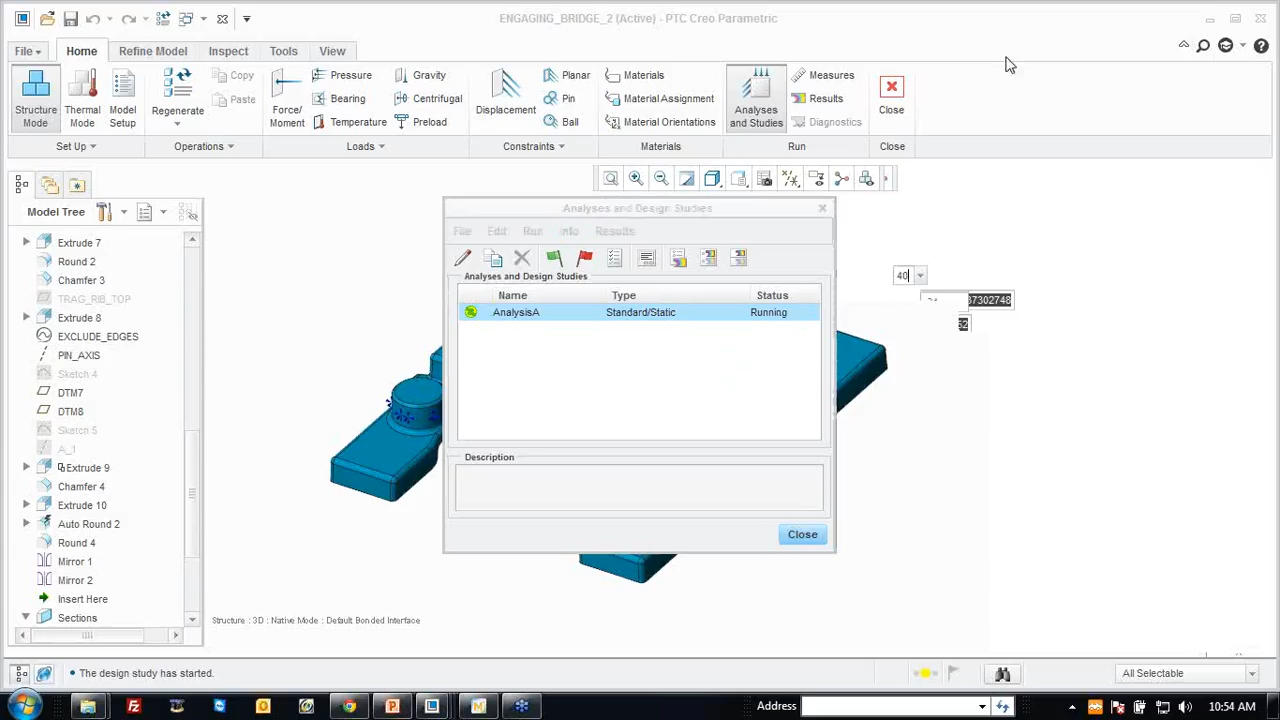 ENGAGING_BRIDGE_2 (Active) - PTC Creo Parametric
File Home Refine Model Inspect Tools View
Structure Mode
Thermal Mode
Model Setup
Set Up
Regenerate
Copy
Paste
Operations
Force/Moment
Pressure
Bearing
Temperature
Gravity
Centrifugal
Preload
Loads
Displacement
Planar
Pin
Ball
Constraints
Materials
Material Assignment
Material Orientations
Materials
Analyses and Studies
Measures
Results
Diagnostics
Run
Close
Close
Model Tree
Extrude 7
Round 2
Chamfer 3
TRAG_RIB_TOP
Extrude 8
EXCLUDE_EDGES
PIN_AXIS
Sketch 4
DTM7
DTM8
Sketch 5
A_1
Extrude 9
Chamfer 4
Extrude 10
Auto Round 2
Round 4
Mirror 1
Mirror 2
Insert Here
Sections
Analyses and Design Studies
File Edit Run Info Results
Analyses and Design Studies
Name Type Status
AnalysisA Standard/Static Running
Description
Close
40
37302748
Structure : 3D : Native Mode : Default Bonded Interface
• The design study has started.
All Selectable
Address
10:54 AM